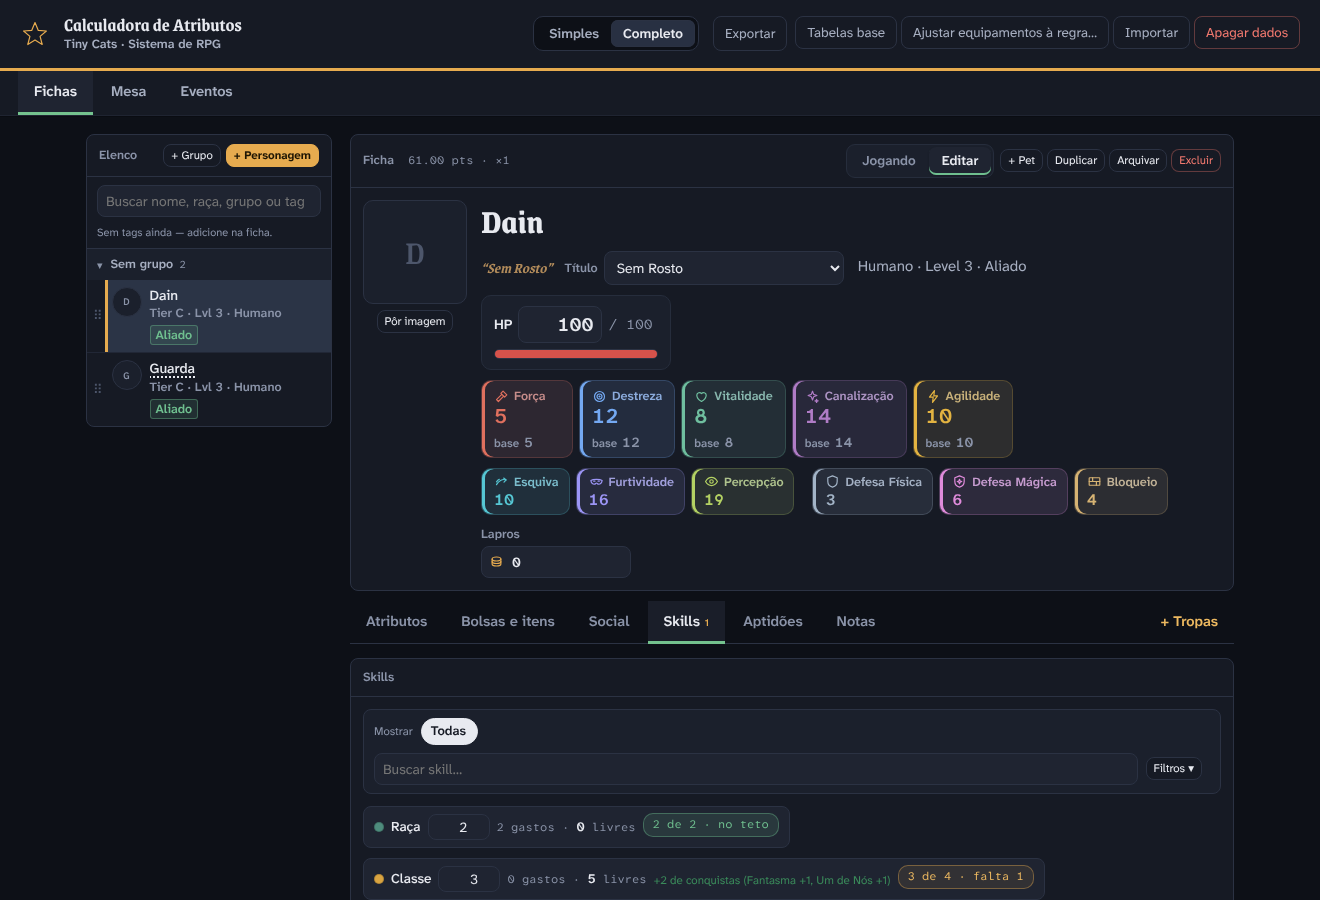 Calculadora de Atributos
Tiny Cats · Sistema de RPG
Simples Completo Exportar Tabelas base Ajustar equipamentos à regra... Importar Apagar dados
Fichas Mesa Eventos
Elenco + Grupo + Personagem
Buscar nome, raça, grupo ou tag
Sem tags ainda — adicione na ficha.
▾ Sem grupo 2
D Dain
Tier C · Lvl 3 · Humano
Aliado
G Guarda
Tier C · Lvl 3 · Humano
Aliado
Ficha 61.00 pts · ×1 Jogando Editar + Pet Duplicar Arquivar Excluir
D
Pôr imagem
Dain
“Sem Rosto” Título Sem Rosto Humano · Level 3 · Aliado
HP 100 / 100
Força Destreza Vitalidade Canalização Agilidade
5 12 8 14 10
base 5 base 12 base 8 base 14 base 10
Esquiva Furtividade Percepção Defesa Física Defesa Mágica Bloqueio
10 16 19 3 6 4
Lapros
0
Atributos Bolsas e itens Social Skills 1 Aptidões Notas + Tropas
Skills
Mostrar Todas
Buscar skill... Filtros ▾
Raça 2 2 gastos · 0 livres 2 de 2 · no teto
Classe 3 0 gastos · 5 livres +2 de conquistas (Fantasma +1, Um de Nós +1) 3 de 4 · falta 1